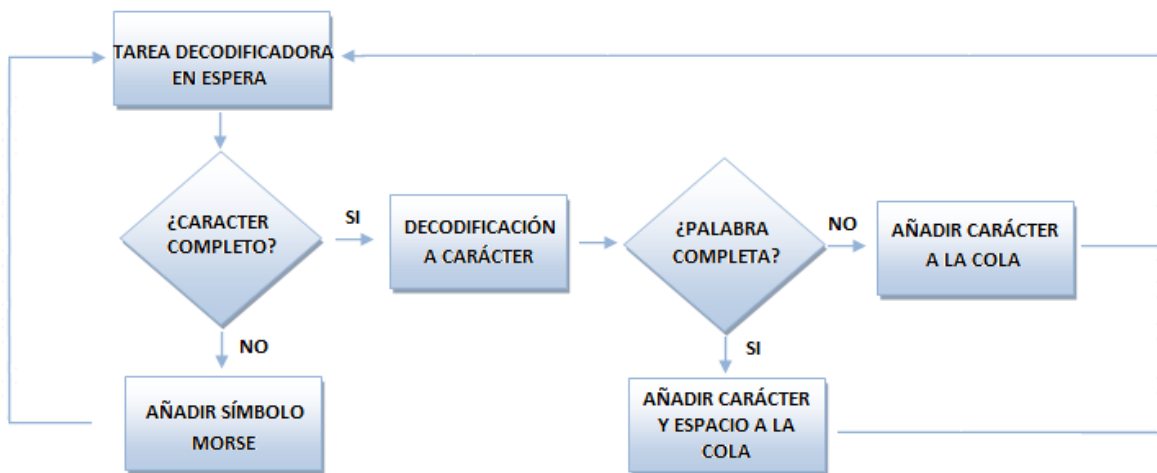 TAREA DECODIFICADORA
EN ESPERA
¿CARACTER
COMPLETO?
SI
DECODIFICACIÓN
A CARÁCTER
¿PALABRA
COMPLETA?
NO
AÑADIR CARÁCTER
A LA COLA
NO
AÑADIR SÍMBOLO
MORSE
SI
AÑADIR CARÁCTER
Y ESPACIO A LA
COLA